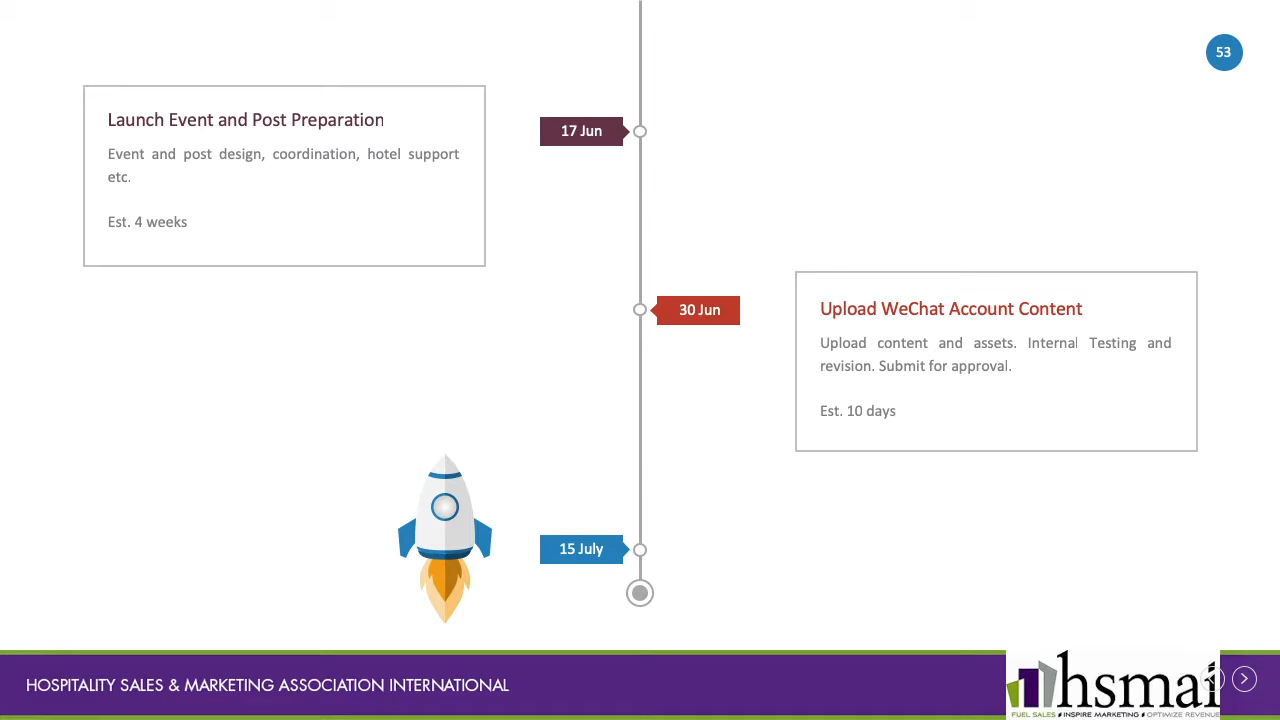 53
Launch Event and Post Preparation
Event and post design, coordination, hotel support
etc.
Est. 4 weeks
17 Jun
30 Jun
Upload WeChat Account Content
Upload content and assets. Internal Testing and
revision. Submit for approval.
Est. 10 days
15 July
HOSPITALITY SALES & MARKETING ASSOCIATION INTERNATIONAL
hsmai
FUEL SALES INSPIRE MARKETING OPTIMIZE REVENUE